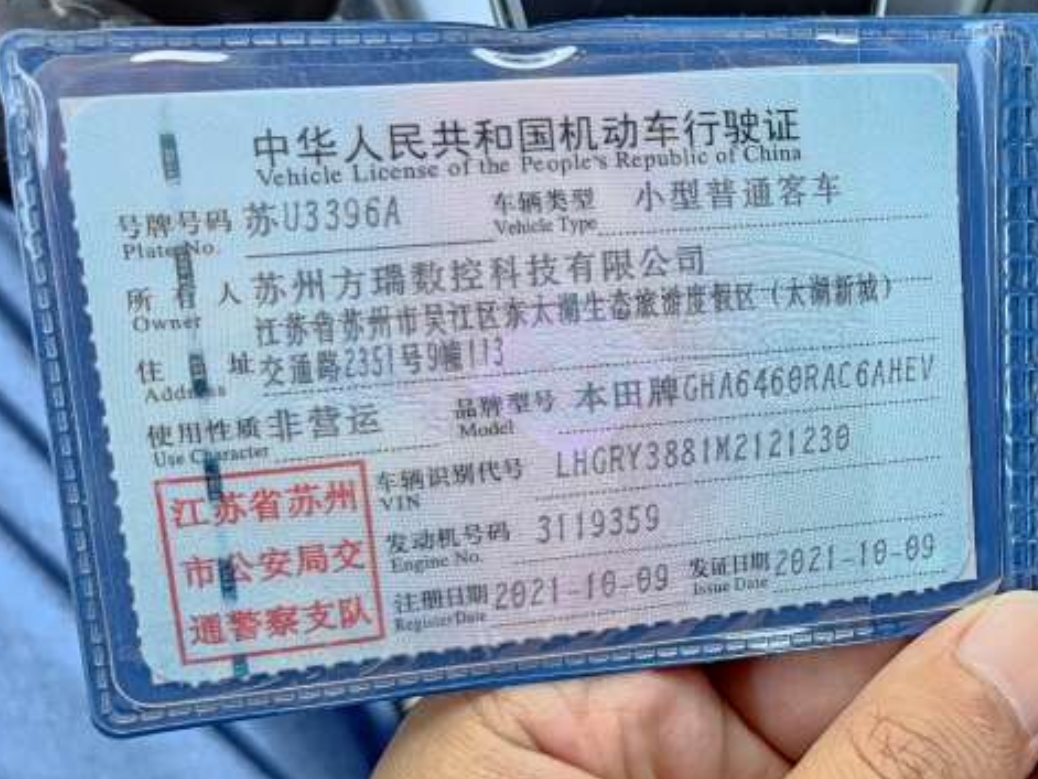 中华人民共和国机动车行驶证
Vehicle License of the People's Republic of China
号牌号码 苏U3396A 车辆类型 小型普通客车
Plate No. Vehicle Type
所有人 苏州方瑞数控科技有限公司
Owner
江苏省苏州市吴江区东太湖生态旅游度假区（太湖新城）
住址 交通路2351号9幢113
Address
使用性质 非营运 品牌型号 本田牌GHA6460RAC6AHEV
Use Character Model
车辆识别代号 LHGRY3881M2121230
VIN
发动机号码 3119359
Engine No.
注册日期 2021-10-09 发证日期 2021-10-09
Register Date Issue Date
江苏省苏州
市公安局交
通警察支队